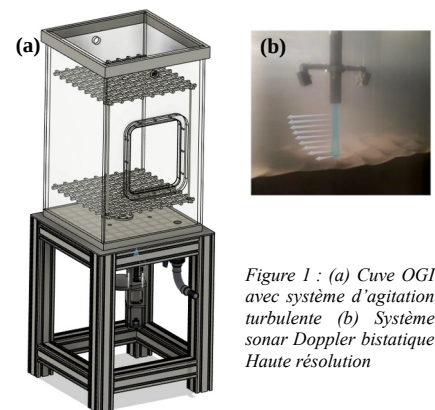 (a)
(b)
Figure 1 : (a) Cuve OGI
avec système d'agitation
turbulente (b) Système
sonar Doppler bistatique
Haute résolution